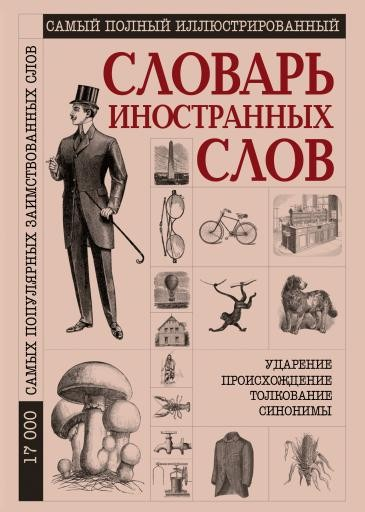 САМЫЙ ПОЛНЫЙ ИЛЛЮСТРИРОВАННЫЙ
СЛОВАРЬ
ИНОСТРАННЫХ
СЛОВ
17 000 САМЫХ ПОПУЛЯРНЫХ ЗАИМСТВОВАННЫХ СЛОВ
УДАРЕНИЕ
ПРОИСХОЖДЕНИЕ
ТОЛКОВАНИЕ
СИНОНИМЫ